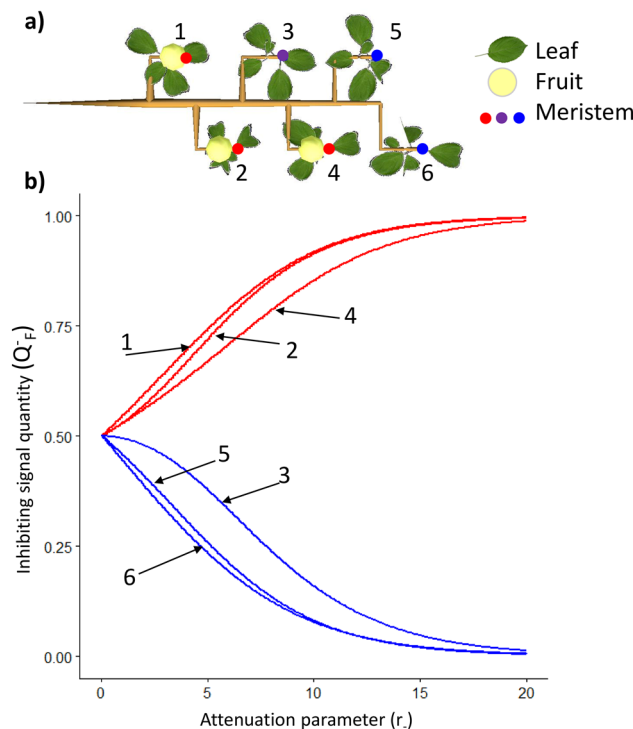 a)
1
3
5
2
4
6
Leaf
Fruit
Meristem
b)
Inhibiting signal quantity (Q⁻F)
1.00
0.75
0.50
0.25
0.00
1
2
4
5
3
6
0 5 10 15 20
Attenuation parameter (r-)